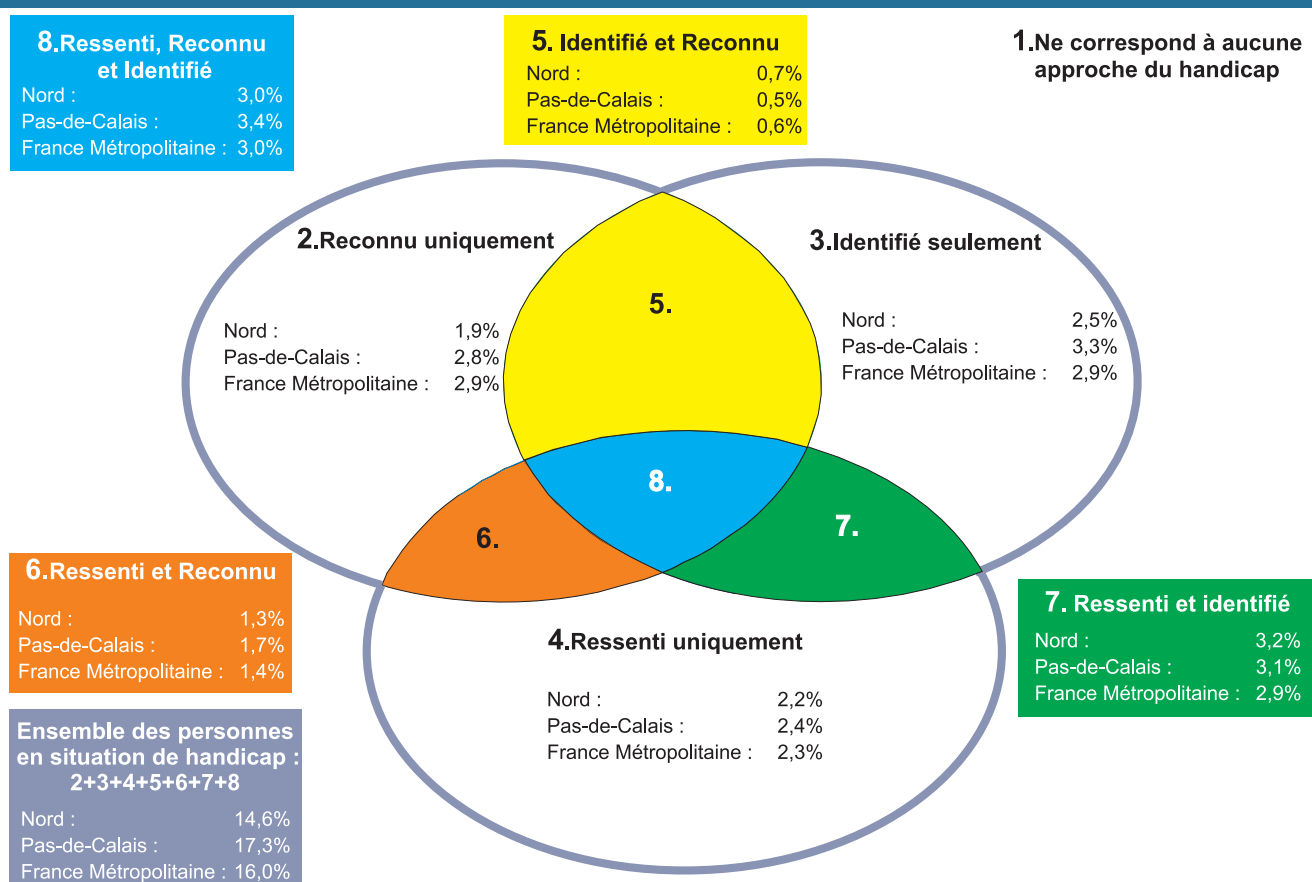 8.Ressenti, Reconnu
et Identifié
Nord : 3,0%
Pas-de-Calais : 3,4%
France Métropolitaine : 3,0%
5. Identifié et Reconnu
Nord : 0,7%
Pas-de-Calais : 0,5%
France Métropolitaine : 0,6%
1.Ne correspond à aucune
approche du handicap
2.Reconnu uniquement
Nord : 1,9%
Pas-de-Calais : 2,8%
France Métropolitaine : 2,9%
5.
3.Identifié seulement
Nord : 2,5%
Pas-de-Calais : 3,3%
France Métropolitaine : 2,9%
8.
6.
7.
6.Ressenti et Reconnu
Nord : 1,3%
Pas-de-Calais : 1,7%
France Métropolitaine : 1,4%
4.Ressenti uniquement
Nord : 2,2%
Pas-de-Calais : 2,4%
France Métropolitaine : 2,3%
7. Ressenti et identifié
Nord : 3,2%
Pas-de-Calais : 3,1%
France Métropolitaine : 2,9%
Ensemble des personnes
en situation de handicap :
2+3+4+5+6+7+8
Nord : 14,6%
Pas-de-Calais : 17,3%
France Métropolitaine : 16,0%